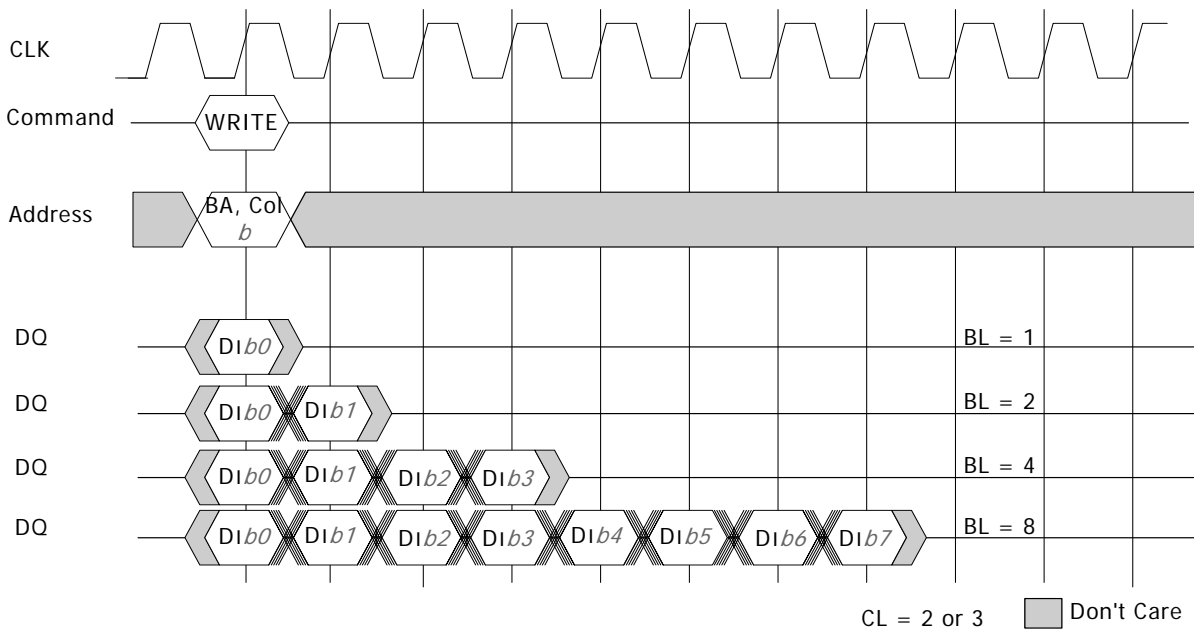 CLK
Command
WRITE
Address
BA, Col
b
DQ
DIb0
BL = 1
DQ
DIb0 DIb1
BL = 2
DQ
DIb0 DIb1 DIb2 DIb3
BL = 4
DQ
DIb0 DIb1 DIb2 DIb3 DIb4 DIb5 DIb6 DIb7
BL = 8
CL = 2 or 3
Don't Care